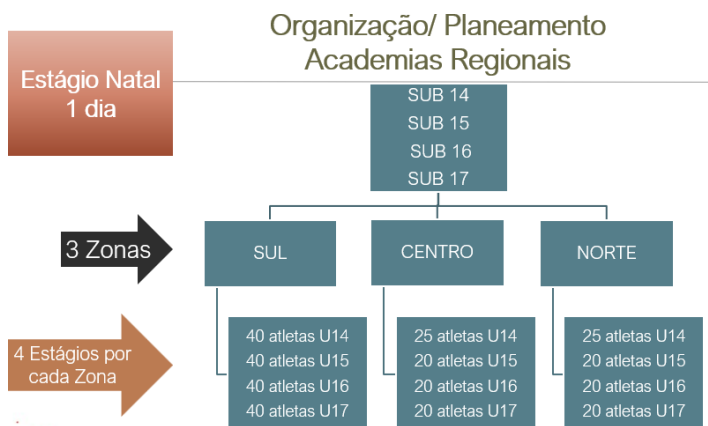 Organização/ Planeamento
Academias Regionais
Estágio Natal
1 dia
SUB 14
SUB 15
SUB 16
SUB 17
3 Zonas
SUL
CENTRO
NORTE
4 Estágios por
cada Zona
40 atletas U14
40 atletas U15
40 atletas U16
40 atletas U17
25 atletas U14
20 atletas U15
20 atletas U16
20 atletas U17
25 atletas U14
20 atletas U15
20 atletas U16
20 atletas U17